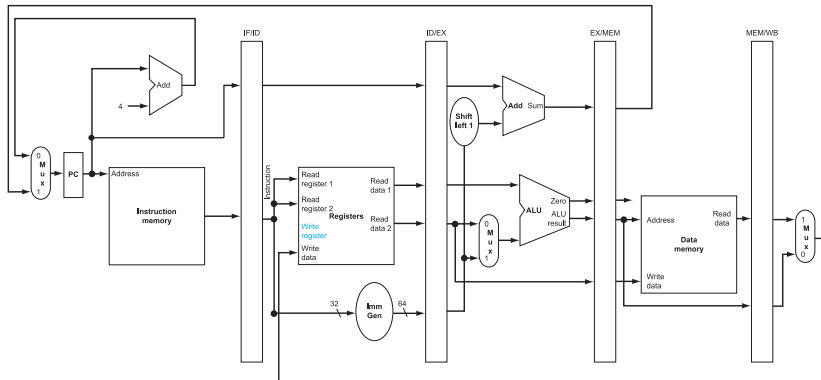 IF/ID
ID/EX
EX/MEM
MEM/WB
Add
4
Add Sum
Shift
left 1
0
M
u
x
1
PC
Address
Instruction
memory
Instruction
Read
register 1
Read
data 1
Read
register 2
Registers
Read
data 2
Write
register
Write
data
0
M
u
x
1
Zero
ALU
ALU
result
Address
Read
data
Data
memory
Write
data
1
M
u
x
0
32
Imm
Gen
64